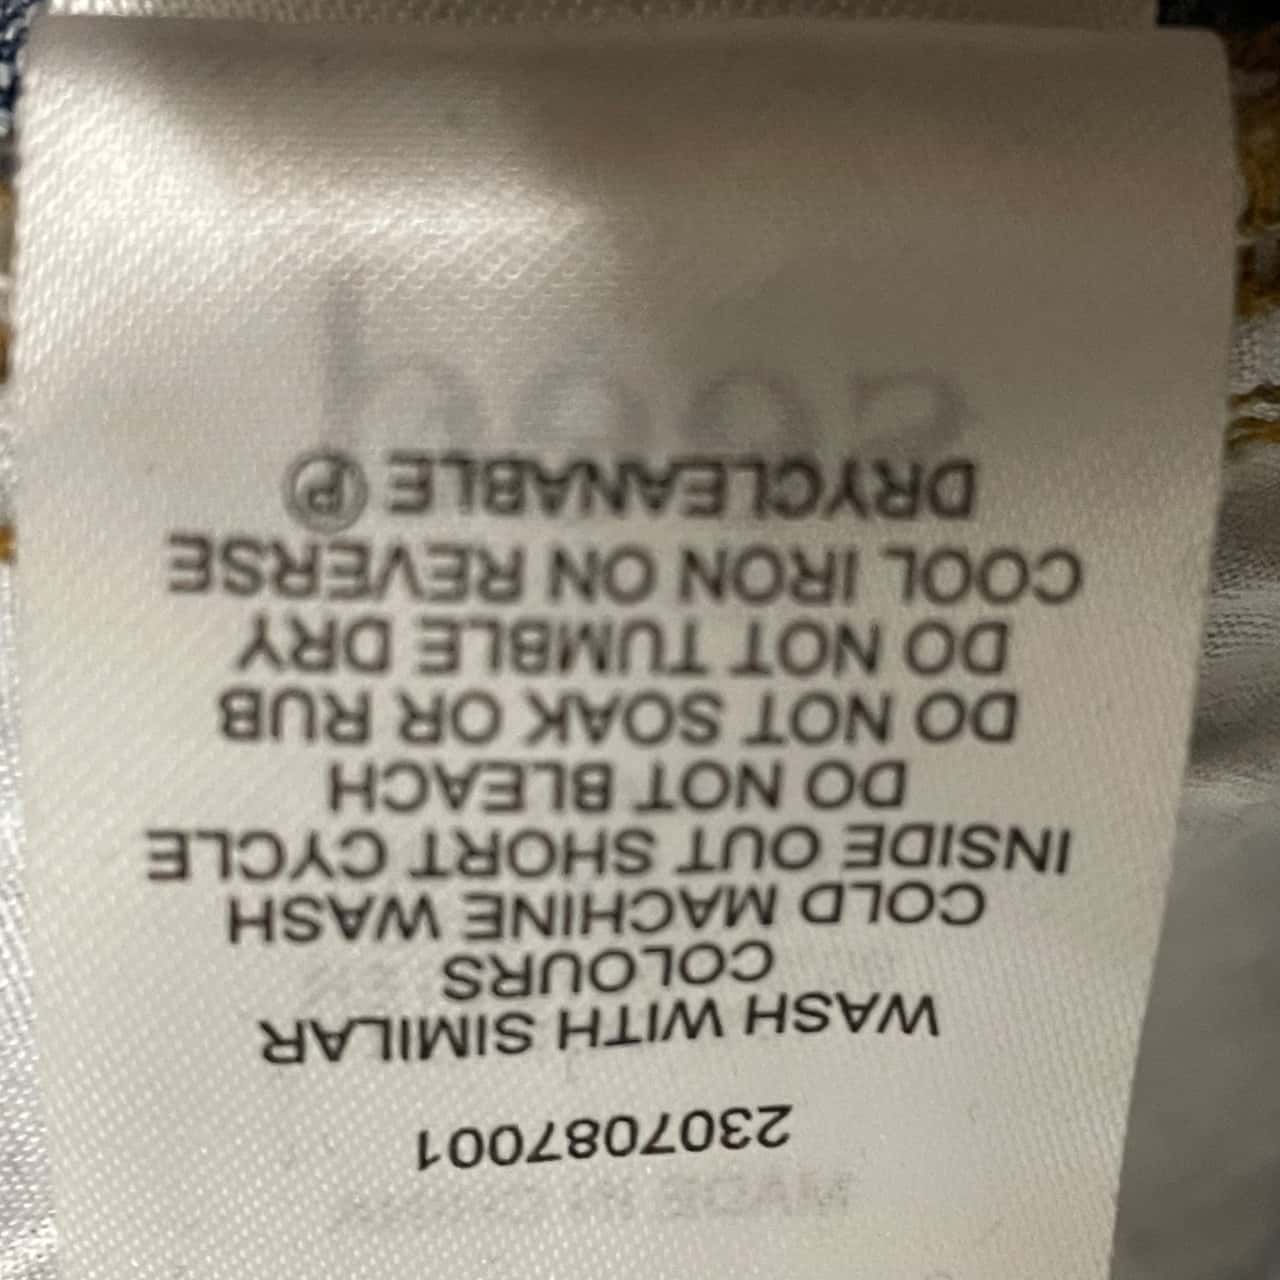 2307087001
WASH WITH SIMILAR
COLOURS
COLD MACHINE WASH
INSIDE OUT SHORT CYCLE
DO NOT BLEACH
DO NOT SOAK OR RUB
DO NOT TUMBLE DRY
COOL IRON ON REVERSE
DRYCLEANABLE Ⓟ